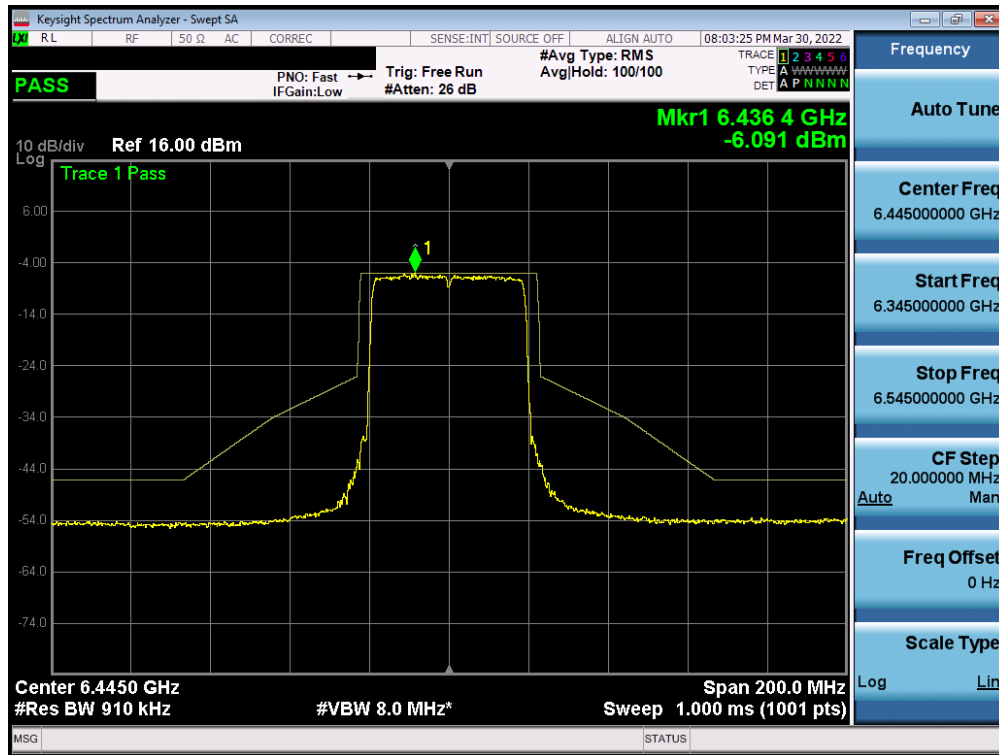 Keysight Spectrum Analyzer - Swept SA
LXI RL RF 50 Ω AC CORREC SENSE:INT SOURCE OFF ALIGN AUTO 08:03:25 PM Mar 30, 2022
PASS
PNO: Fast
IFGain:Low
Trig: Free Run
#Atten: 26 dB
#Avg Type: RMS
Avg|Hold: 100/100
TRACE 1 2 3 4 5 6
TYPE A WWWWW
DET A P N N N N
Mkr1 6.436 4 GHz
-6.091 dBm
10 dB/div Ref 16.00 dBm
Log
Trace 1 Pass
1
6.00
-4.00
-14.0
-24.0
-34.0
-44.0
-54.0
-64.0
-74.0
Center 6.4450 GHz Span 200.0 MHz
#Res BW 910 kHz #VBW 8.0 MHz* Sweep 1.000 ms (1001 pts)
MSG STATUS
Frequency
Auto Tune
Center Freq
6.445000000 GHz
Start Freq
6.345000000 GHz
Stop Freq
6.545000000 GHz
CF Step
20.000000 MHz
Auto Man
Freq Offset
0 Hz
Scale Type
Log Lin